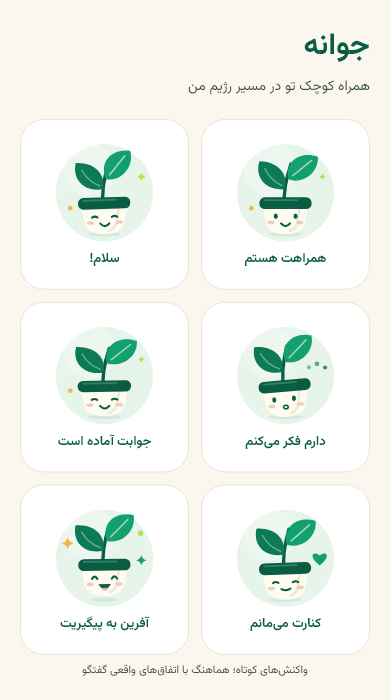 جوانه
همراه کوچک تو در مسیر رژیم من
همراهت هستم
سلام!
دارم فکر می‌کنم
جوابت آماده است
کنارت می‌مانم
آفرین به پیگیریت
واکنش‌های کوتاه؛ هماهنگ با اتفاق‌های واقعی گفتگو